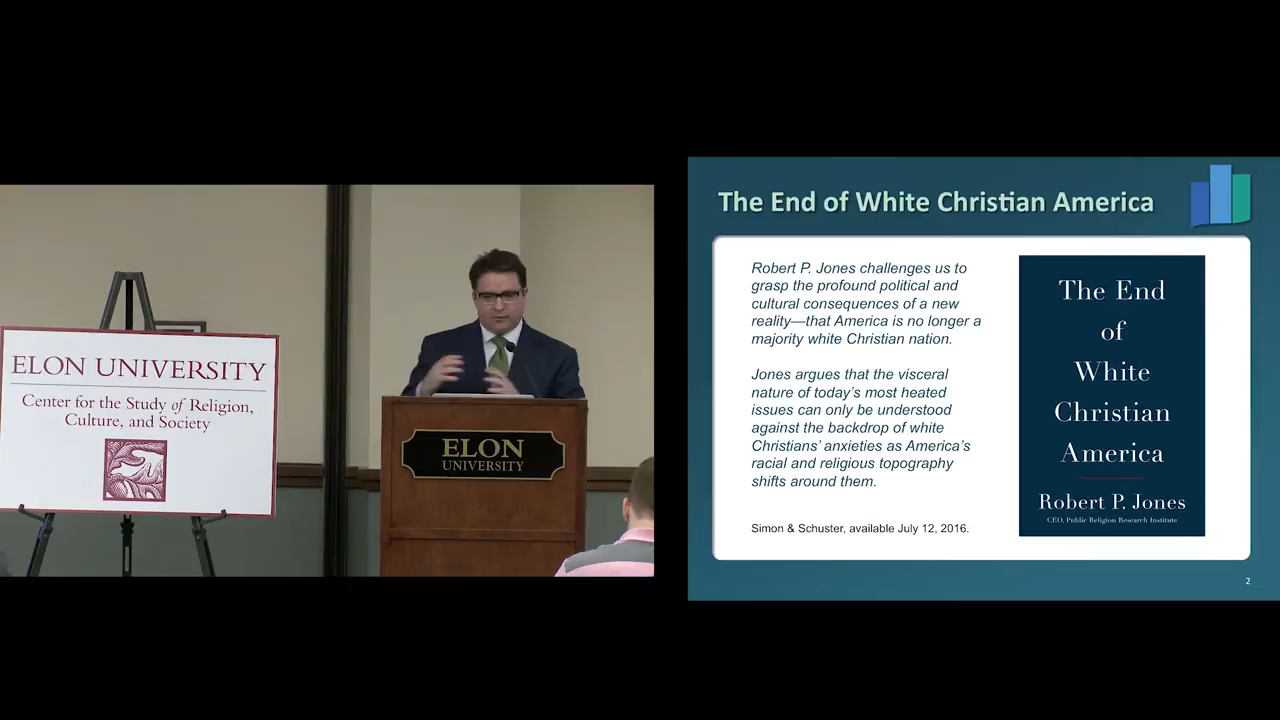 ELON UNIVERSITY
Center for the Study of Religion,
Culture, and Society
ELON
UNIVERSITY
The End of White Christian America
Robert P. Jones challenges us to
grasp the profound political and
cultural consequences of a new
reality—that America is no longer a
majority white Christian nation.
Jones argues that the visceral
nature of today's most heated
issues can only be understood
against the backdrop of white
Christians' anxieties as America's
racial and religious topography
shifts around them.
Simon & Schuster, available July 12, 2016.
The End
of
White
Christian
America
Robert P. Jones
CEO, Public Religion Research Institute
2